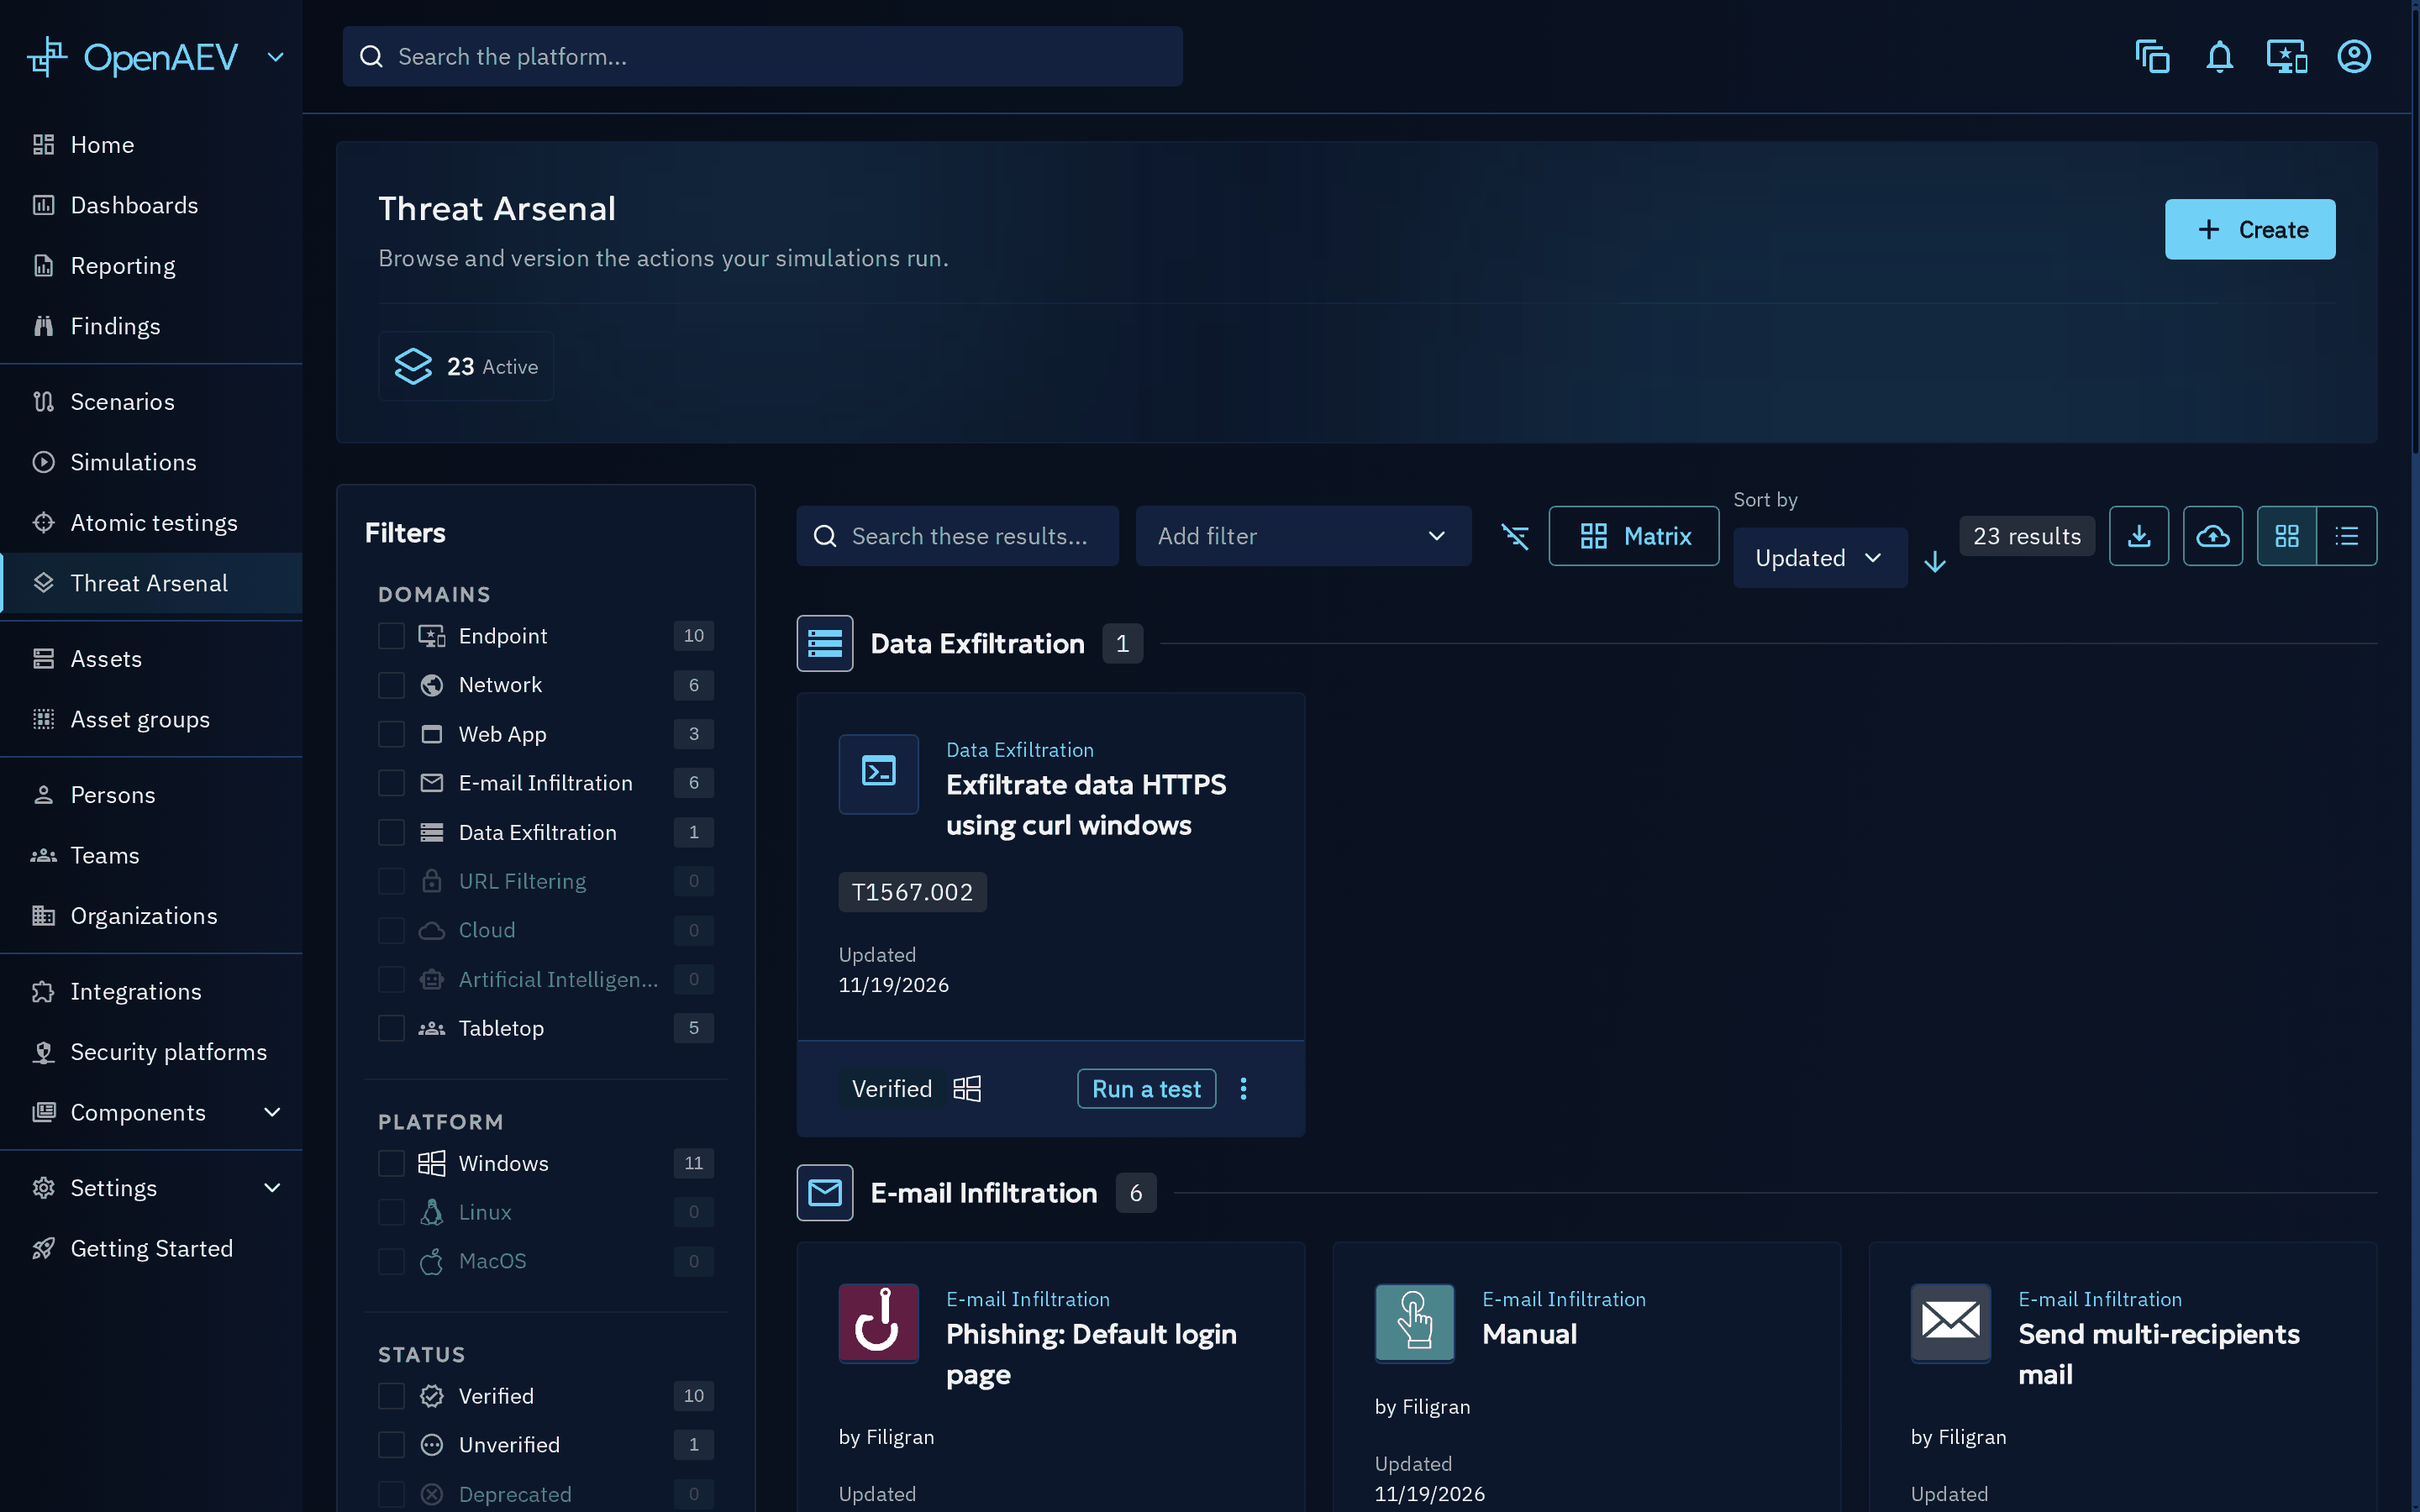 OpenAEV
Search the platform...
Home
Dashboards
Reporting
Findings
Scenarios
Simulations
Atomic testings
Threat Arsenal
Assets
Asset groups
Persons
Teams
Organizations
Integrations
Security platforms
Components
Settings
Getting Started
Threat Arsenal
Browse and version the actions your simulations run.
Create
23 Active
Filters
DOMAINS
Endpoint 10
Network 6
Web App 3
E-mail Infiltration 6
Data Exfiltration 1
URL Filtering 0
Cloud 0
Artificial Intelligen... 0
Tabletop 5
PLATFORM
Windows 11
Linux 0
MacOS 0
STATUS
Verified 10
Unverified 1
Deprecated 0
Search these results...
Add filter
Matrix
Sort by
Updated
23 results
Data Exfiltration 1
Data Exfiltration
Exfiltrate data HTTPS
using curl windows
T1567.002
Updated
11/19/2026
Verified
Run a test
E-mail Infiltration 6
E-mail Infiltration
Phishing: Default login
page
by Filigran
Updated
E-mail Infiltration
Manual
by Filigran
Updated
11/19/2026
E-mail Infiltration
Send multi-recipients
mail
by Filigran
Updated